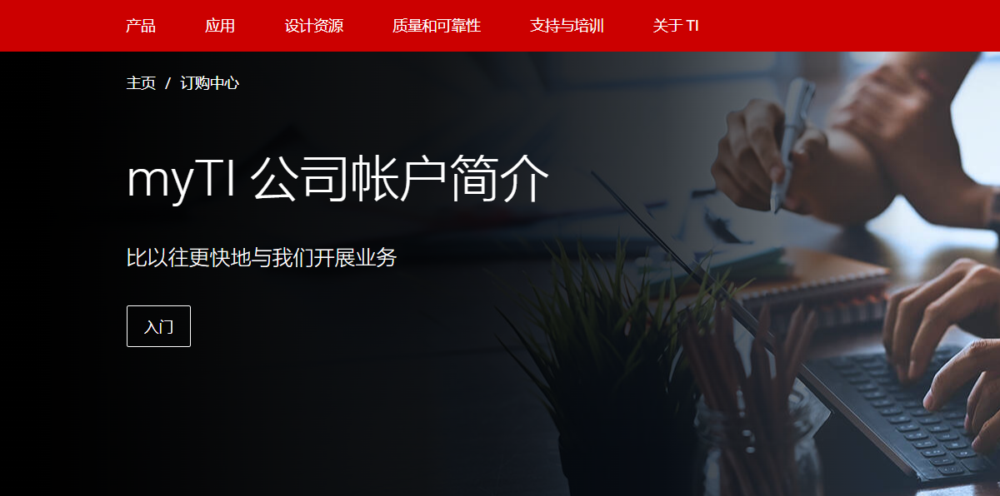 产品 应用 设计资源 质量和可靠性 支持与培训 关于 TI
主页 / 订购中心
myTI 公司帐户简介
比以往更快地与我们开展业务
入门